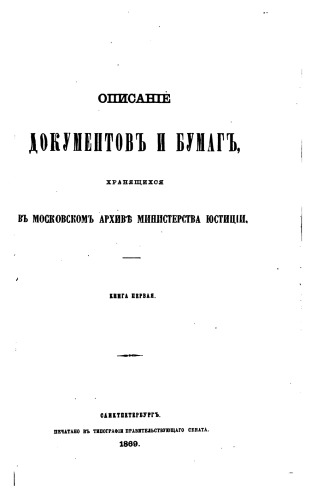 ОПИСАНІЕ
ДОКУМЕНТОВЪ И БУМАГЪ,
ХРАНЯЩИХСЯ
ВЪ МОСКОВСКОМЪ АРХИВѢ МИНИСТЕРСТВА ЮСТИЦІИ.
КНИГА ПЕРВАЯ.
САНКТПЕТЕРБУРГЪ.
ПЕЧАТАНО ВЪ ТИПОГРАФІИ ПРАВИТЕЛЬСТВУЮЩАГО СЕНАТА.
1869.